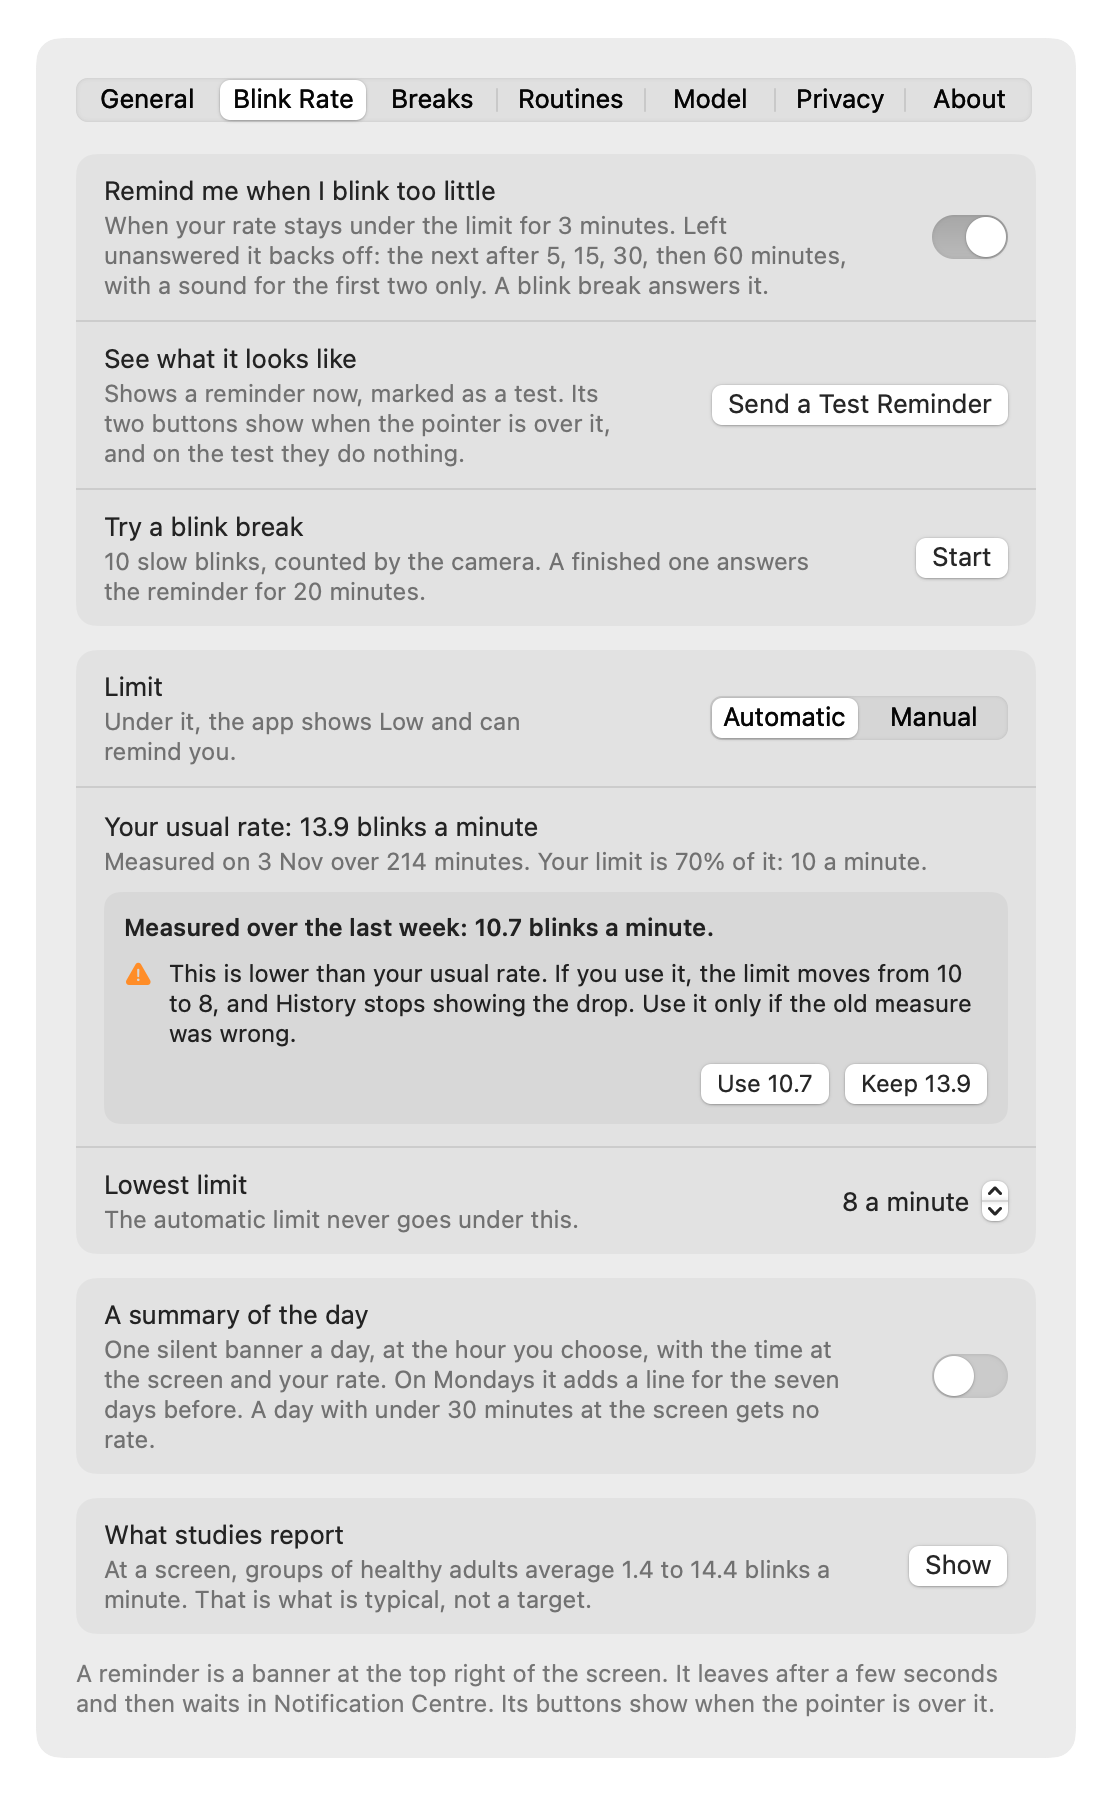 General
Blink Rate
Breaks
Routines
Model
Privacy
About
Remind me when I blink too little
When your rate stays under the limit for 3 minutes. Left
unanswered it backs off: the next after 5, 15, 30, then 60 minutes,
with a sound for the first two only. A blink break answers it.
See what it looks like
Shows a reminder now, marked as a test. Its
two buttons show when the pointer is over it,
and on the test they do nothing.
Send a Test Reminder
Try a blink break
10 slow blinks, counted by the camera. A finished one answers
the reminder for 20 minutes.
Start
Limit
Under it, the app shows Low and can
remind you.
Automatic
Manual
Your usual rate: 13.9 blinks a minute
Measured on 3 Nov over 214 minutes. Your limit is 70% of it: 10 a minute.
Measured over the last week: 10.7 blinks a minute.
This is lower than your usual rate. If you use it, the limit moves from 10
to 8, and History stops showing the drop. Use it only if the old measure
was wrong.
Use 10.7
Keep 13.9
Lowest limit
The automatic limit never goes under this.
8 a minute
A summary of the day
One silent banner a day, at the hour you choose, with the time at
the screen and your rate. On Mondays it adds a line for the seven
days before. A day with under 30 minutes at the screen gets no
rate.
What studies report
At a screen, groups of healthy adults average 1.4 to 14.4 blinks a
minute. That is what is typical, not a target.
Show
A reminder is a banner at the top right of the screen. It leaves after a few seconds
and then waits in Notification Centre. Its buttons show when the pointer is over it.